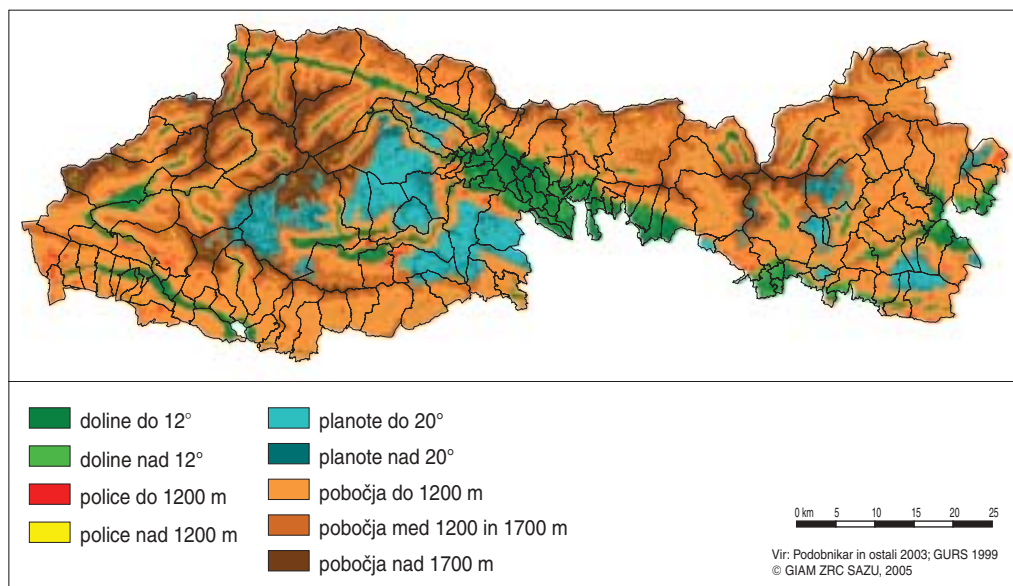 doline do 12°
doline nad 12°
police do 1200 m
police nad 1200 m
planote do 20°
planote nad 20°
pobočja do 1200 m
pobočja med 1200 in 1700 m
pobočja nad 1700 m
0 km 5 10 15 20 25
Vir: Podobnikar in ostali 2003; GURS 1999
© GIAM ZRC SAZU, 2005